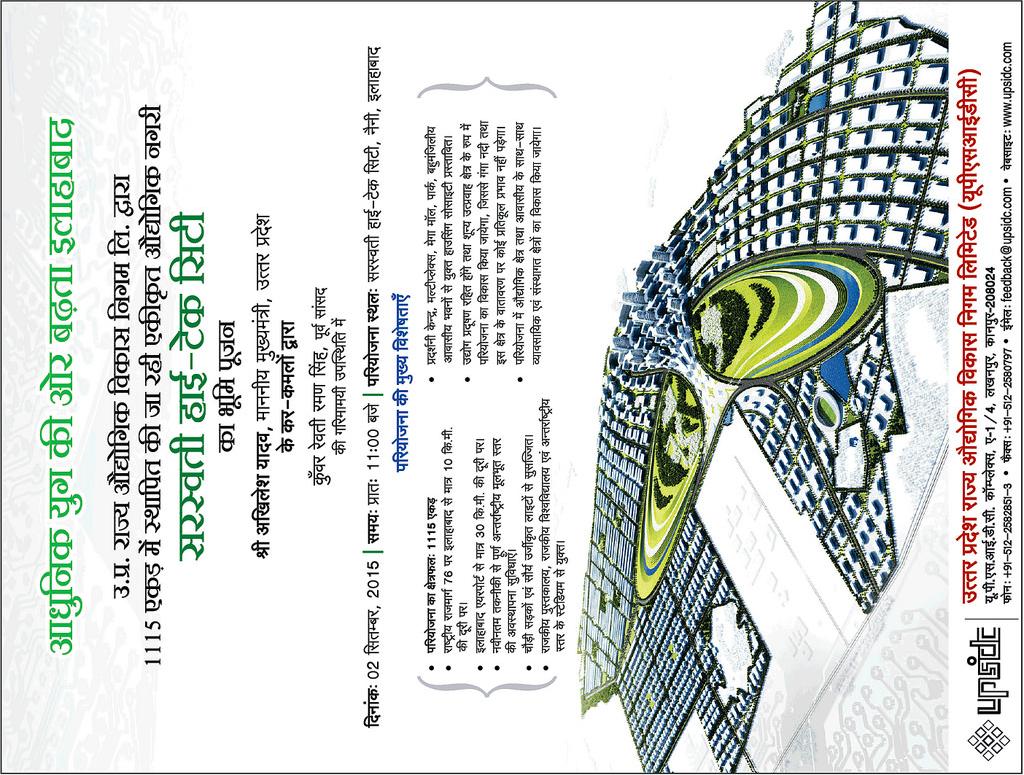 आधुनिक युग की ओर बढ़ता इलाहाबाद
उ.प्र. राज्य औद्योगिक विकास निगम लि. द्वारा
1115 एकड़ में स्थापित की जा रही एकीकृत औद्योगिक नगरी
सरस्वती हाई-टेक सिटी
का भूमि पूजन
श्री अखिलेश यादव, माननीय मुख्यमंत्री, उत्तर प्रदेश
के कर-कमलों द्वारा
कुँवर रेवती रमण सिंह, पूर्व सांसद
की गरिमामयी उपस्थिति में
दिनांक: 02 सितम्बर, 2015 | समय: प्रातः 11:00 बजे | परियोजना स्थल: सरस्वती हाई-टेक सिटी, नैनी, इलाहाबाद
परियोजना की मुख्य विशेषताएँ
• परियोजना का क्षेत्रफल: 1115 एकड़
• राष्ट्रीय राजमार्ग 76 पर इलाहाबाद से मात्र 10 कि.मी.
की दूरी पर।
• इलाहाबाद एयरपोर्ट से मात्र 30 कि.मी. की दूरी पर।
• नवीनतम तकनीकी से पूर्ण अन्तर्राष्ट्रीय मूलभूत स्तर
की अवस्थापना सुविधाएँ।
• चौड़ी सड़कों एवं सौर्य उर्जीकृत लाइटों से सुसज्जित।
• राजकीय पुस्तकालय, राजकीय विश्वविद्यालय एवं अन्तर्राष्ट्रीय
स्तर के स्टेडियम से युक्त।
• प्रदर्शनी केन्द्र, मल्टीप्लेक्स, मेगा मॉल, पार्क, बहुमंजिलीय
आवासीय भवनों से युक्त हाउसिंग सोसाइटी प्रस्तावित।
• उद्योग प्रदूषण रहित होंगे तथा शून्य उत्प्रवाह क्षेत्र के रूप में
परियोजना का विकास किया जायेगा, जिससे गंगा नदी तथा
इस क्षेत्र के वातावरण पर कोई प्रतिकूल प्रभाव नहीं पड़ेगा।
• परियोजना में औद्योगिक क्षेत्र तथा आवासीय के साथ-साथ
व्यावसायिक एवं संस्थागत क्षेत्रों का विकास किया जायेगा।
upsidc
उत्तर प्रदेश राज्य औद्योगिक विकास निगम लिमिटेड (यूपीएसआईडीसी)
यू.पी.एस.आई.डी.सी. कॉम्प्लेक्स, ए-1/4, लखनपुर, कानपुर-208024
फोन: +91-512-2582851-3 • फैक्स: +91-512-2580797 • ईमेल: feedback@upsidc.com • वेबसाइट: www.upsidc.com